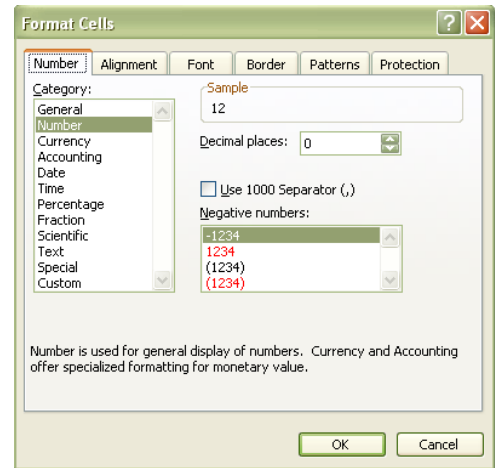 Format Cells
Number Alignment Font Border Patterns Protection
Category:
General
Number
Currency
Accounting
Date
Time
Percentage
Fraction
Scientific
Text
Special
Custom
Sample
12
Decimal places: 0
Use 1000 Separator (,)
Negative numbers:
-1234
1234
(1234)
(1234)
Number is used for general display of numbers. Currency and Accounting
offer specialized formatting for monetary value.
OK Cancel